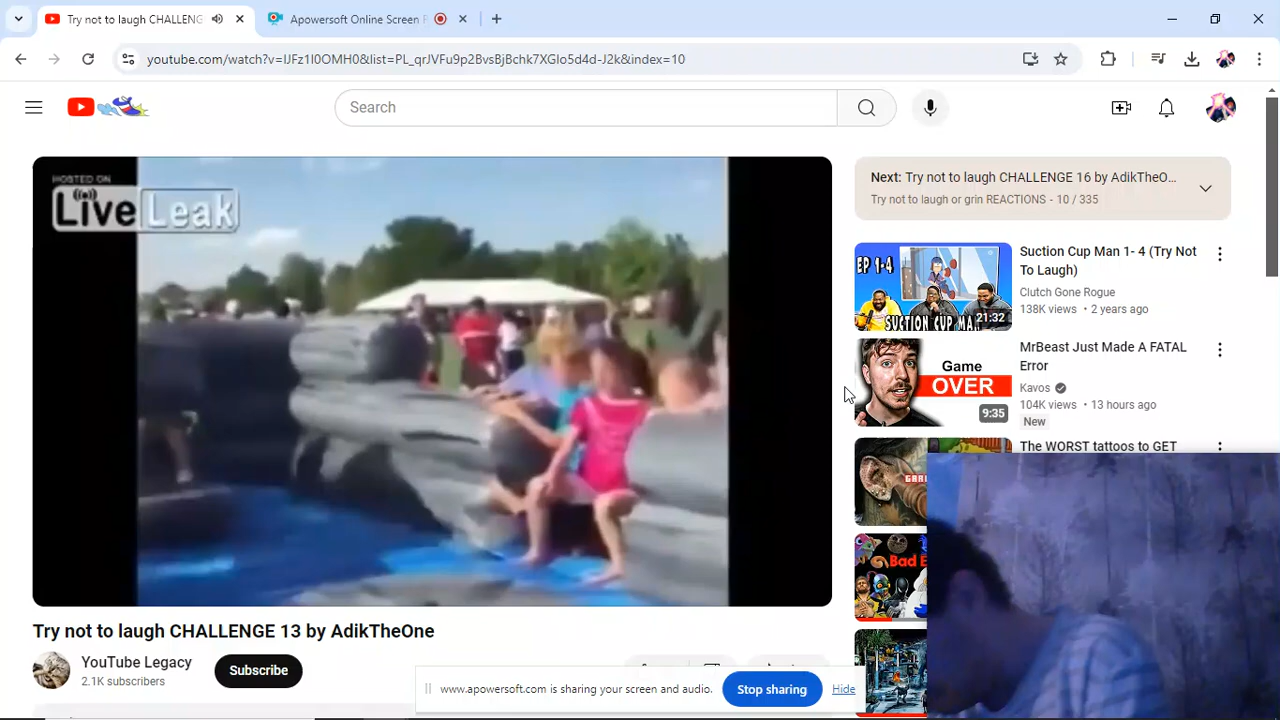 Try not to laugh CHALLENGE
Apowersoft Online Screen
youtube.com/watch?v=IJFz1I0OMH0&list=PL_qrJVFu9p2BvsBjBchk7XGlo5d4d-J2k&index=10
Search
HOSTED ON
LiveLeak
Next: Try not to laugh CHALLENGE 16 by AdikTheO...
Try not to laugh or grin REACTIONS - 10 / 335
EP 1-4
SUCTION CUP MAN
21:32
Suction Cup Man 1- 4 (Try Not
To Laugh)
Clutch Gone Rogue
138K views • 2 years ago
Game
OVER
9:35
MrBeast Just Made A FATAL
Error
Kavos
104K views • 13 hours ago
New
The WORST tattoos to GET
Bad
Try not to laugh CHALLENGE 13 by AdikTheOne
YouTube Legacy
2.1K subscribers
Subscribe
www.apowersoft.com is sharing your screen and audio.
Stop sharing
Hide